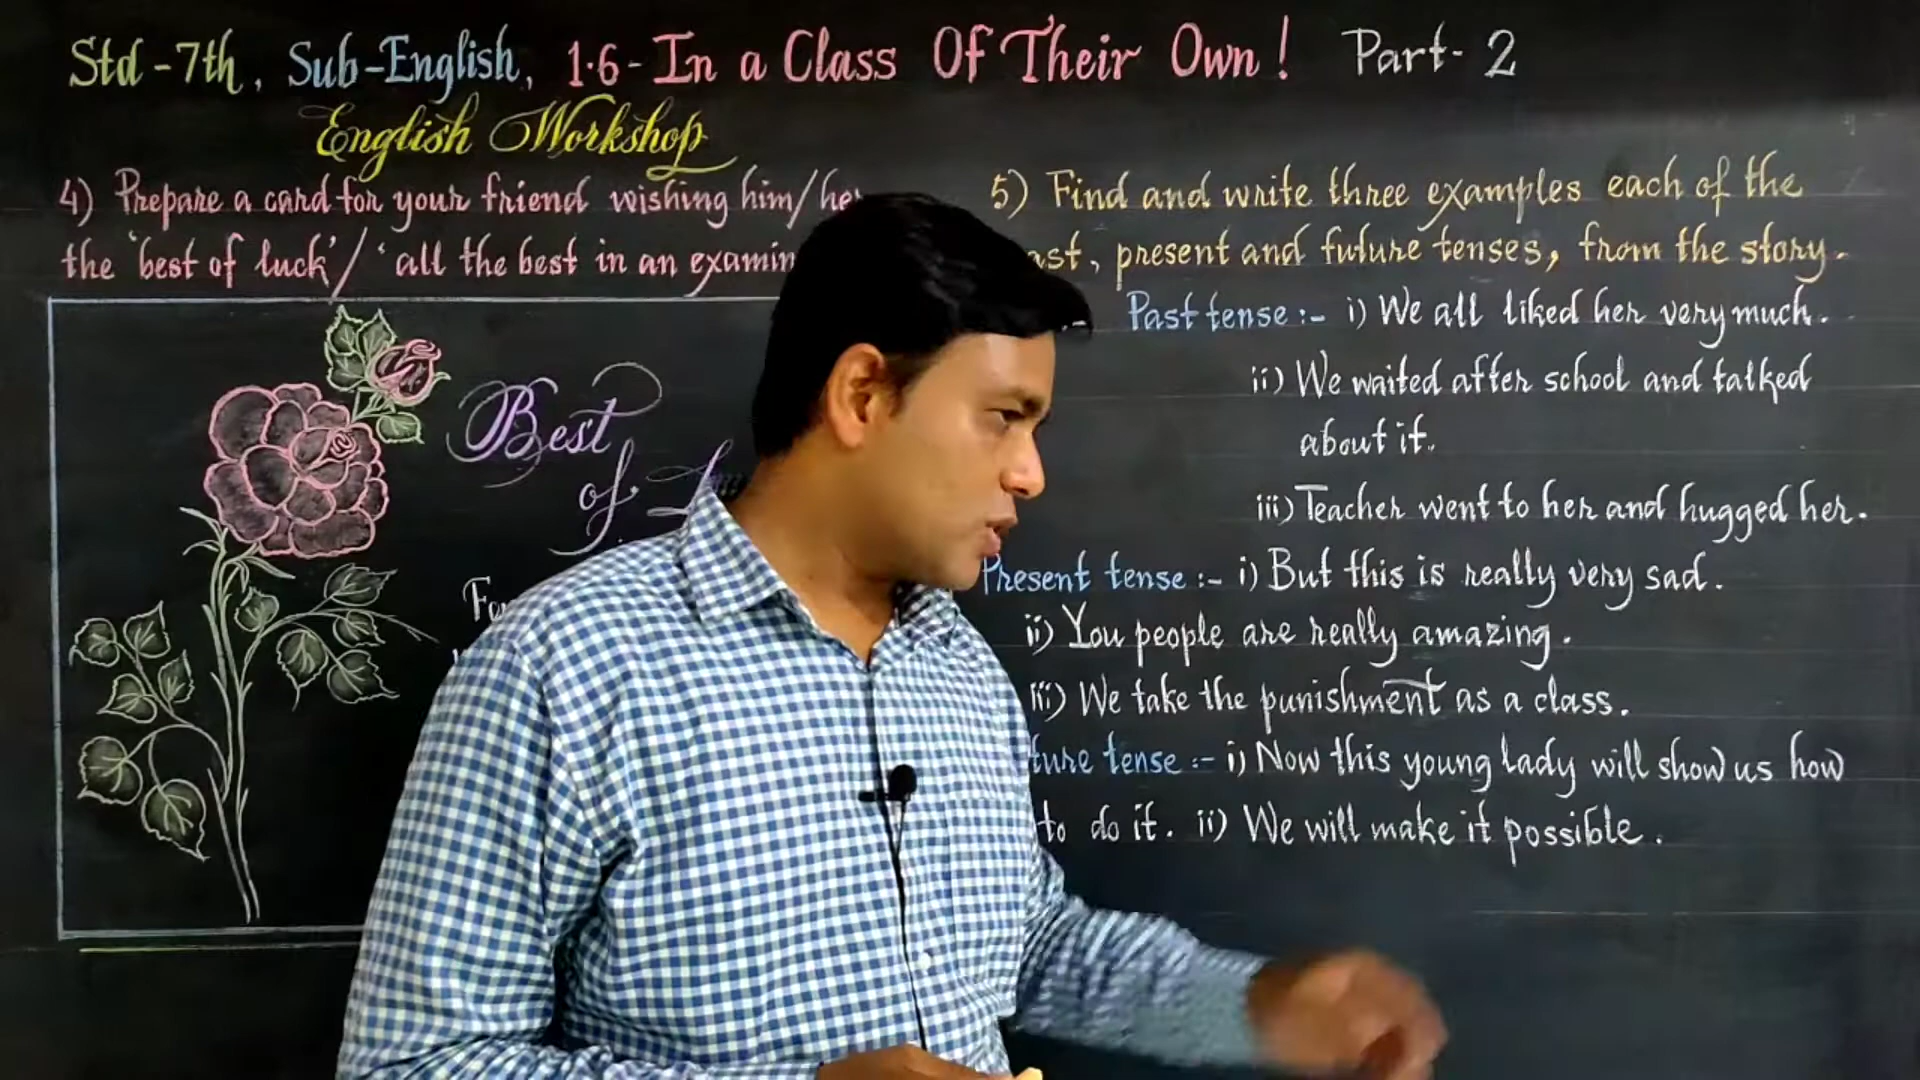 Std-7th, Sub-English, 1.6-In a Class Of Their Own! Part-2
English Workshop
4) Prepare a card for your friend wishing him/her
the 'best of luck'/'all the best in an
Best
of
5) Find and write three examples each of the
past, present and future tenses, from the story.
Past tense :- i) We all liked her very much.
ii) We waited after school and talked
about it.
iii) Teacher went to her and hugged her.
Present tense :- i) But this is really very sad.
ii) You people are really amazing.
iii) We take the punishment as a class.
Future tense :- i) Now this young lady will show us how
to do it. ii) We will make it possible.